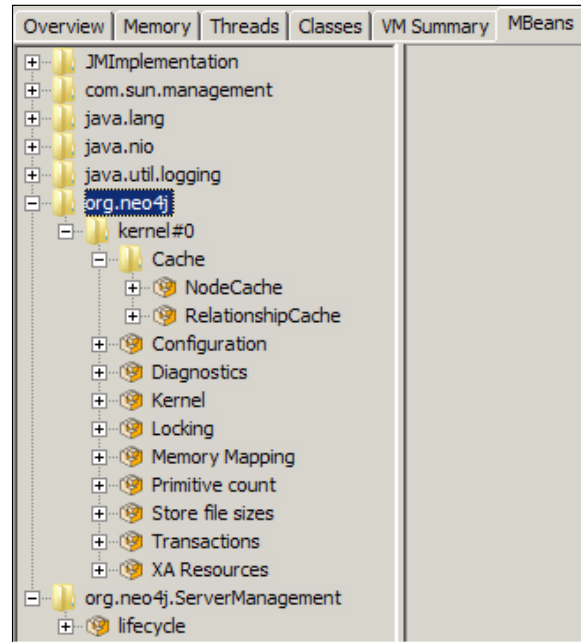 Overview Memory Threads Classes VM Summary MBeans
JMImplementation
com.sun.management
java.lang
java.nio
java.util.logging
org.neo4j
kernel#0
Cache
NodeCache
RelationshipCache
Configuration
Diagnostics
Kernel
Locking
Memory Mapping
Primitive count
Store file sizes
Transactions
XA Resources
org.neo4j.ServerManagement
lifecycle